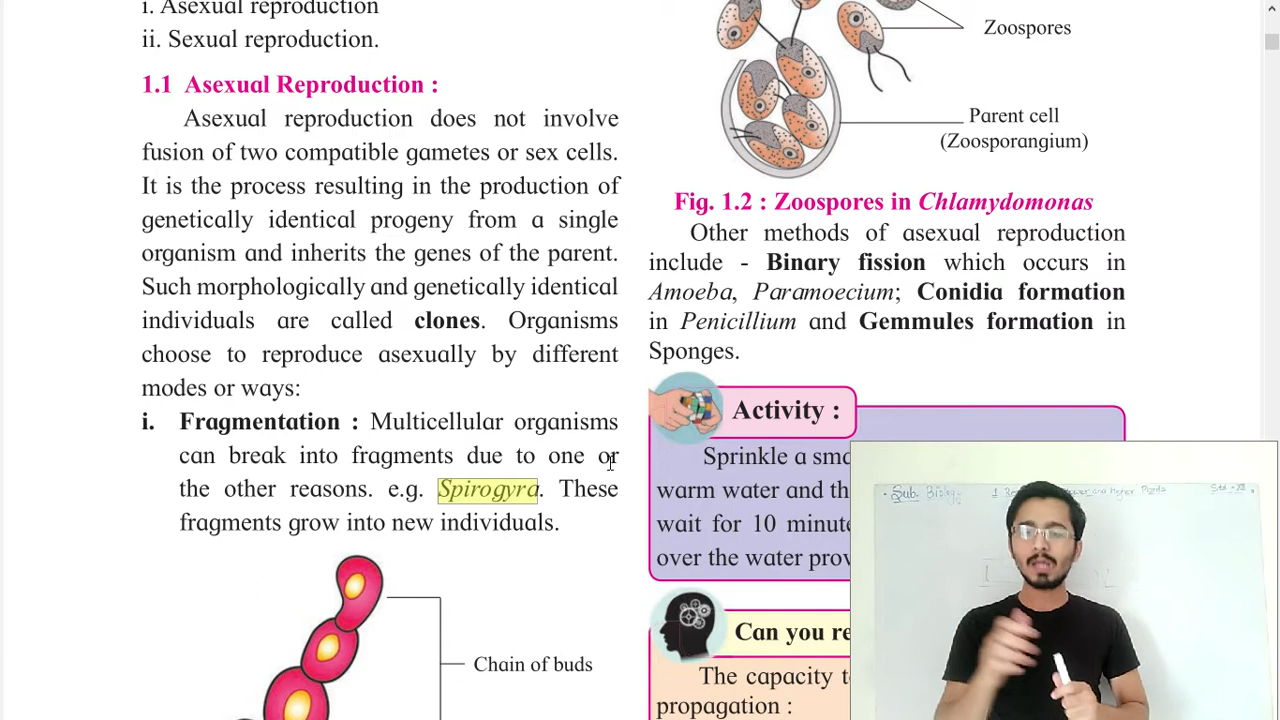 i. Asexual reproduction
ii. Sexual reproduction.
1.1 Asexual Reproduction :
Asexual reproduction does not involve
fusion of two compatible gametes or sex cells.
It is the process resulting in the production of
genetically identical progeny from a single
organism and inherits the genes of the parent.
Such morphologically and genetically identical
individuals are called clones. Organisms
choose to reproduce asexually by different
modes or ways:
i. Fragmentation : Multicellular organisms
can break into fragments due to one or
the other reasons. e.g. Spirogyra. These
fragments grow into new individuals.
Chain of buds
Zoospores
Parent cell
(Zoosporangium)
Fig. 1.2 : Zoospores in Chlamydomonas
Other methods of asexual reproduction
include - Binary fission which occurs in
Amoeba, Paramoecium; Conidia formation
in Penicillium and Gemmules formation in
Sponges.
Activity :
Sprinkle a sma
warm water and th
wait for 10 minute
over the water prov
Can you re
The capacity t
propagation :
Sub. Biology